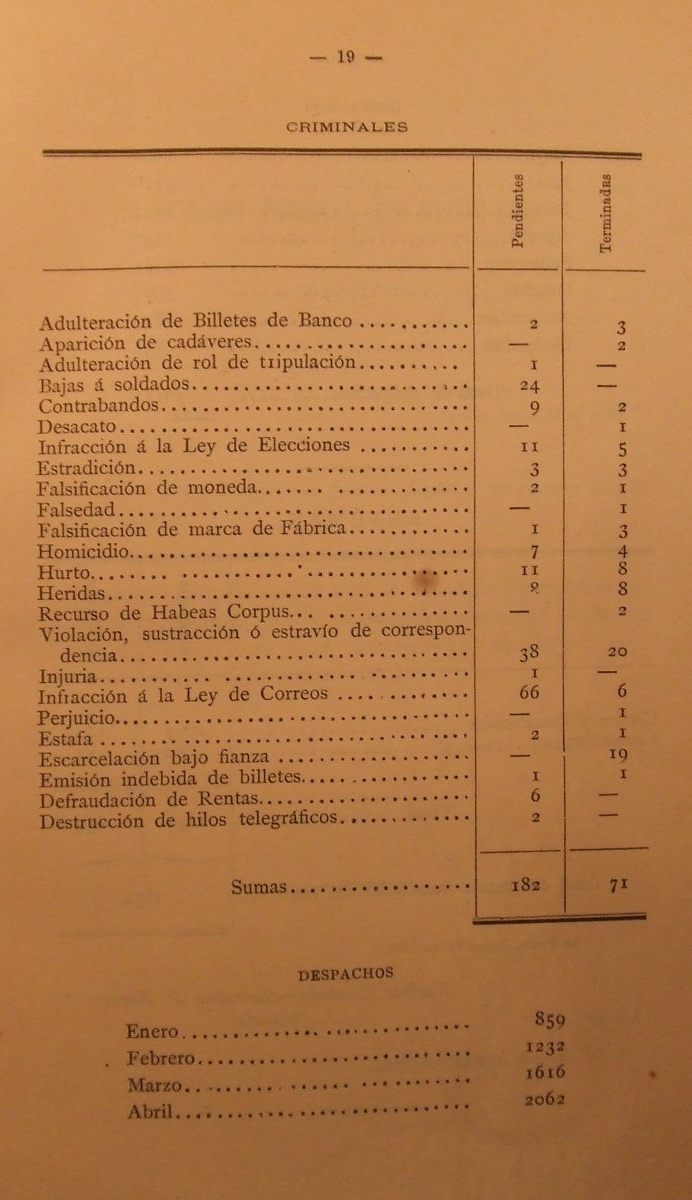 — 19 —
CRIMINALES
Pendientes Terminadas
Adulteración de Billetes de Banco ........... 2 3
Aparición de cadáveres..................... — 2
Adulteración de rol de tripulación.......... 1 —
Bajas á soldados........................... 24 —
Contrabandos............................... 9 2
Desacato................................... — 1
Infracción á la Ley de Elecciones ........... 11 5
Estradición................................ 3 3
Falsificación de moneda.................... 2 1
Falsedad................................... — 1
Falsificación de marca de Fábrica............ 1 3
Homicidio.................................. 7 4
Hurto...................................... 11 8
Heridas.................................... 8 8
Recurso de Habeas Corpus................... — 2
Violación, sustracción ó estravío de correspon-
dencia..................................... 38 20
Injuria.................................... 1 —
Infracción á la Ley de Correos .............. 66 6
Perjuicio.................................. — 1
Estafa .................................... 2 1
Escarcelación bajo fianza ................... — 19
Emisión indebida de billetes................. 1 1
Defraudación de Rentas..................... 6 —
Destrucción de hilos telegráficos............. 2 —
Sumas................... 182 71
DESPACHOS
Enero.............................. 859
Febrero............................ 1232
Marzo.............................. 1616
Abril.............................. 2062